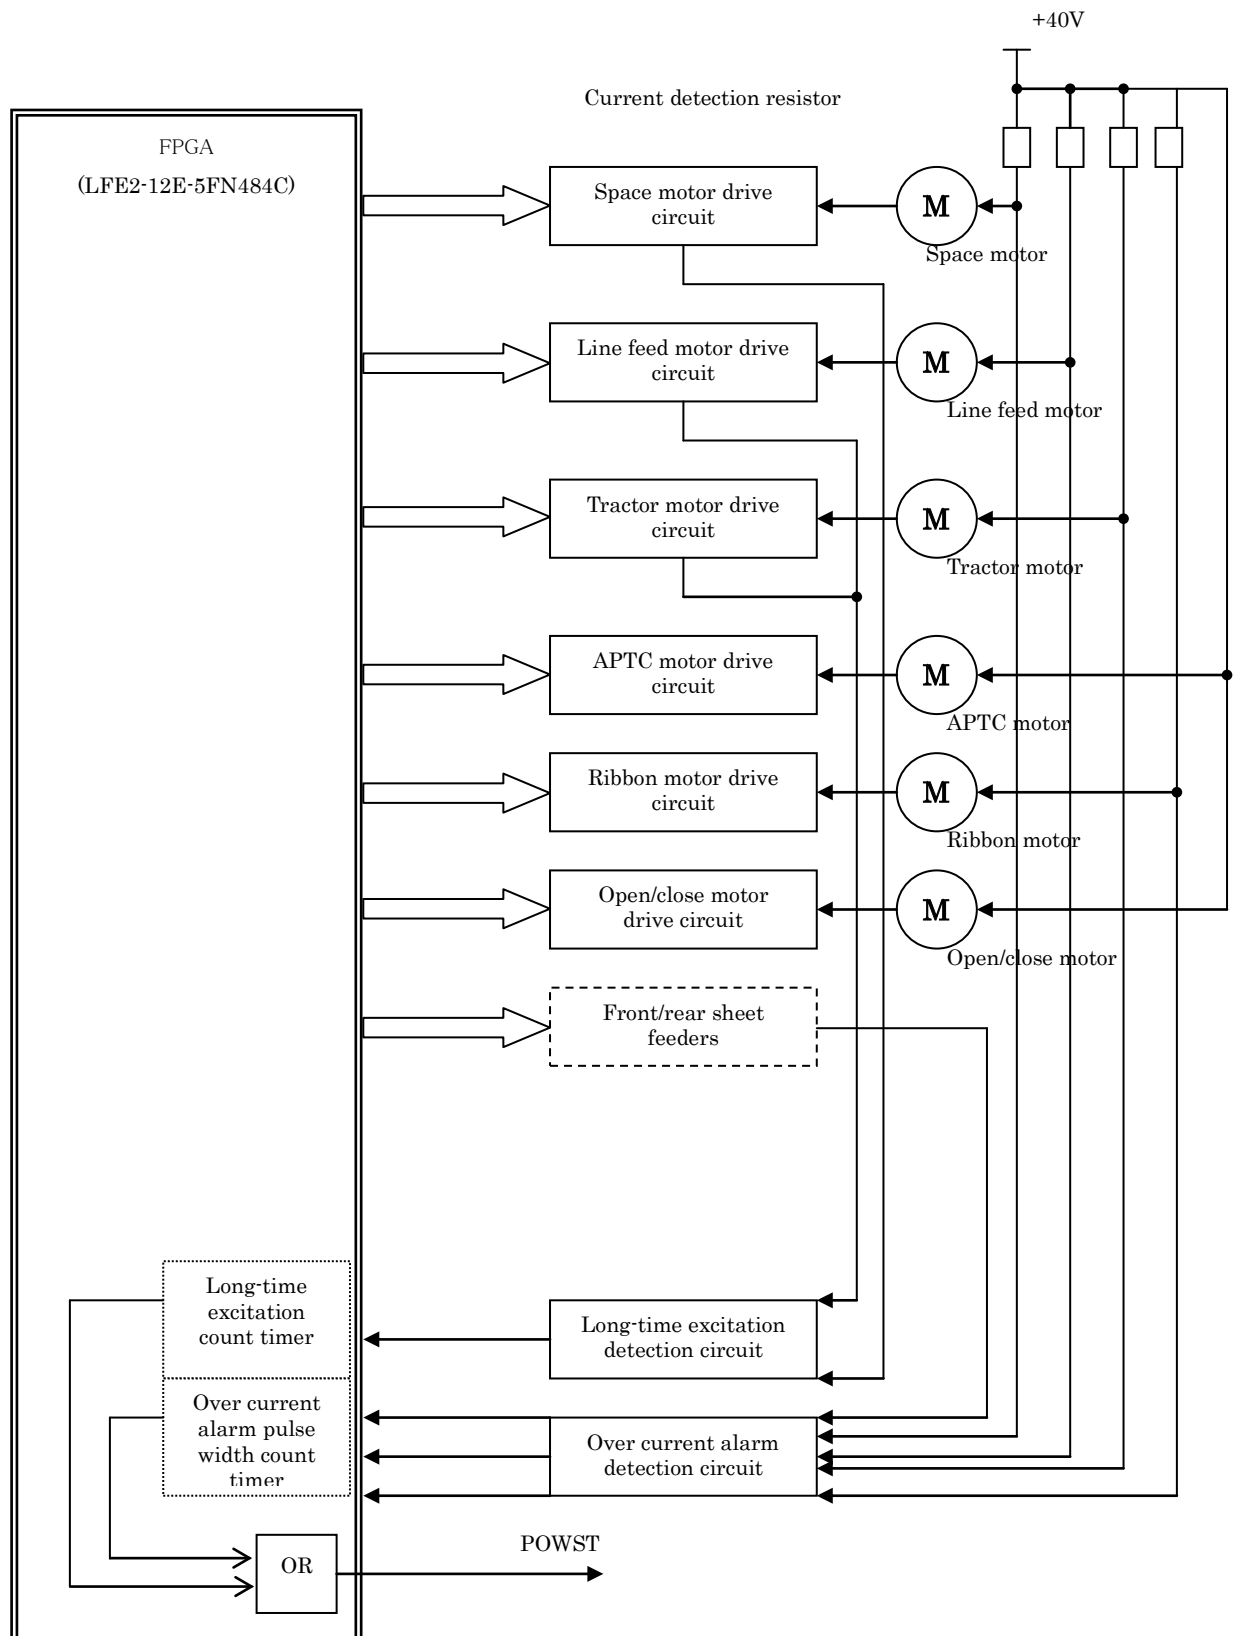 +40V
Current detection resistor
FPGA
(LFE2-12E-5FN484C)
Space motor drive
circuit
M
Space motor
Line feed motor drive
circuit
M
Line feed motor
Tractor motor drive
circuit
M
Tractor motor
APTC motor drive
circuit
M
APTC motor
Ribbon motor drive
circuit
M
Ribbon motor
Open/close motor
drive circuit
M
Open/close motor
Front/rear sheet
feeders
Long-time
excitation
count timer
Long-time excitation
detection circuit
Over current
alarm pulse
width count
timer
Over current alarm
detection circuit
OR
POWST